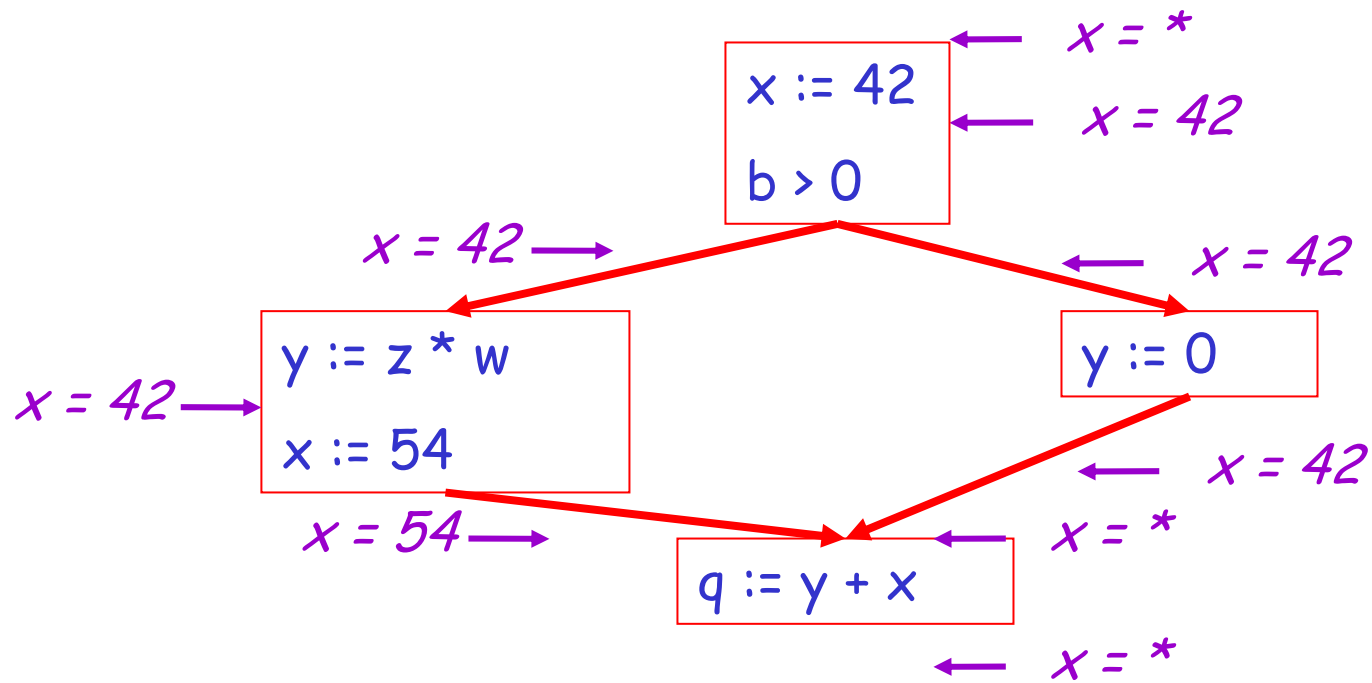 x = *
x := 42
x = 42
b > 0
x = 42
x = 42
y := z * w
y := 0
x = 42
x := 54
x = 42
x = 54
x = *
q := y + x
x = *